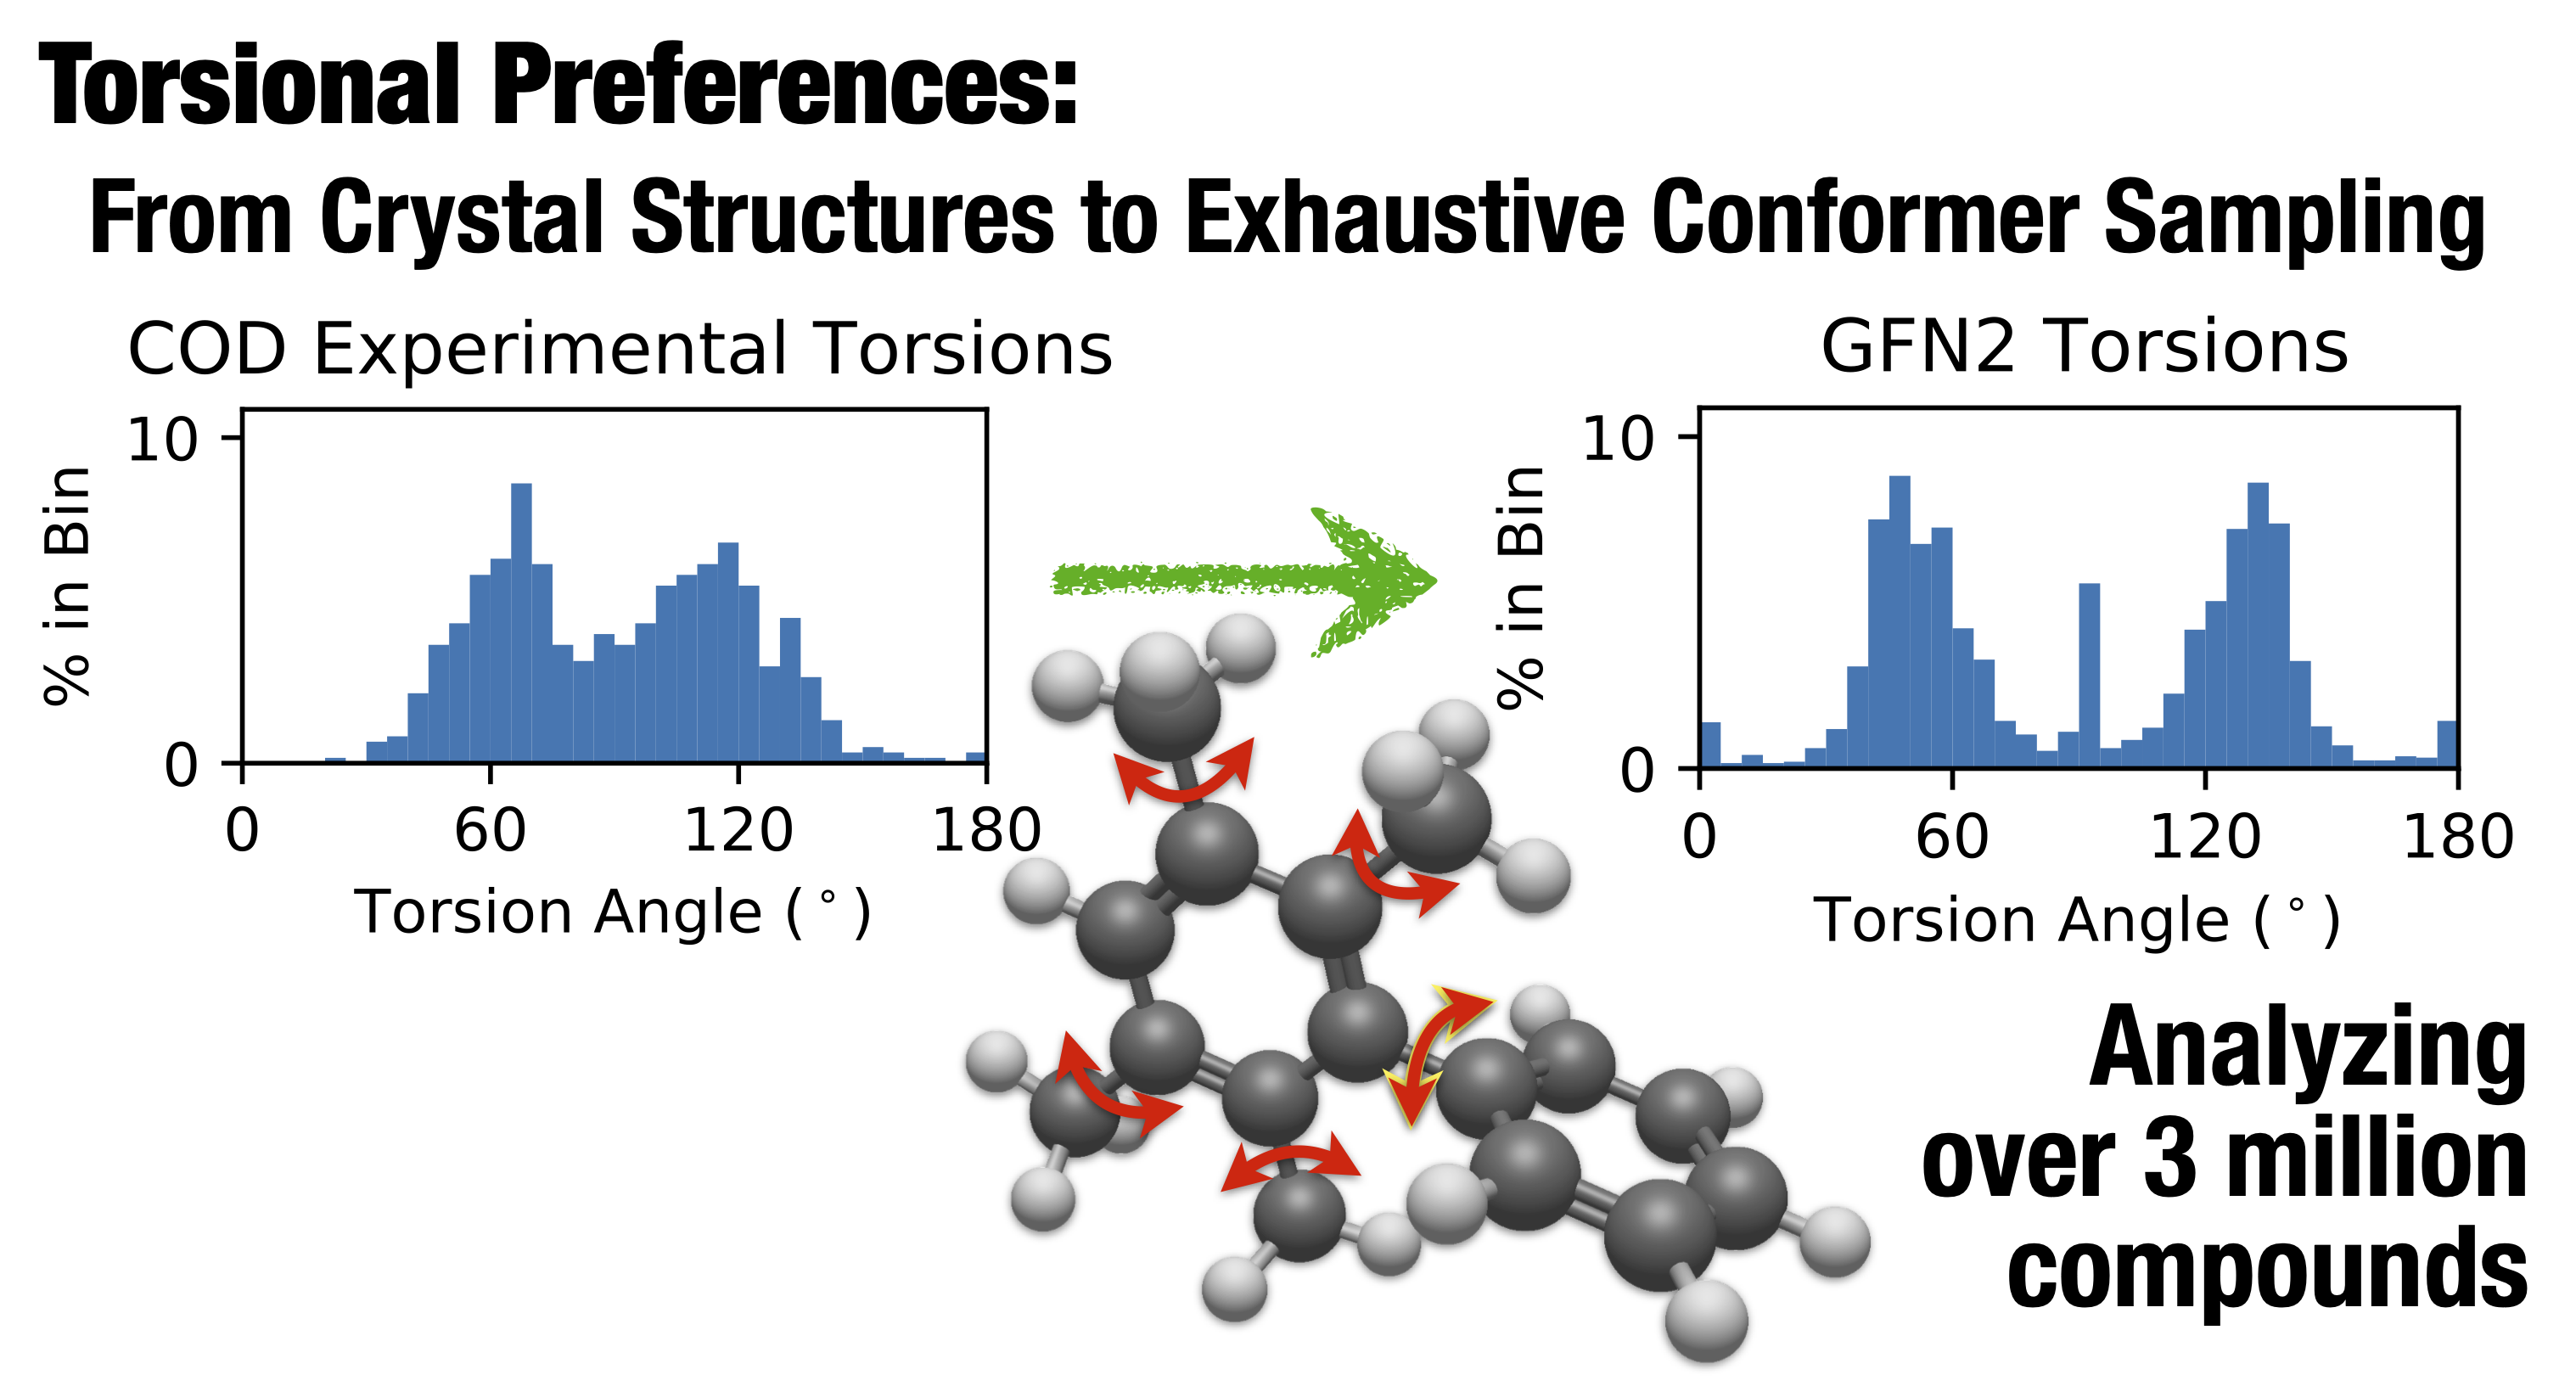 Torsional Preferences:
From Crystal Structures to Exhaustive Conformer Sampling
COD Experimental Torsions
% in Bin
10
0
0 60 120 180
Torsion Angle (°)
GFN2 Torsions
% in Bin
10
0
0 60 120 180
Torsion Angle (°)
Analyzing
over 3 million
compounds